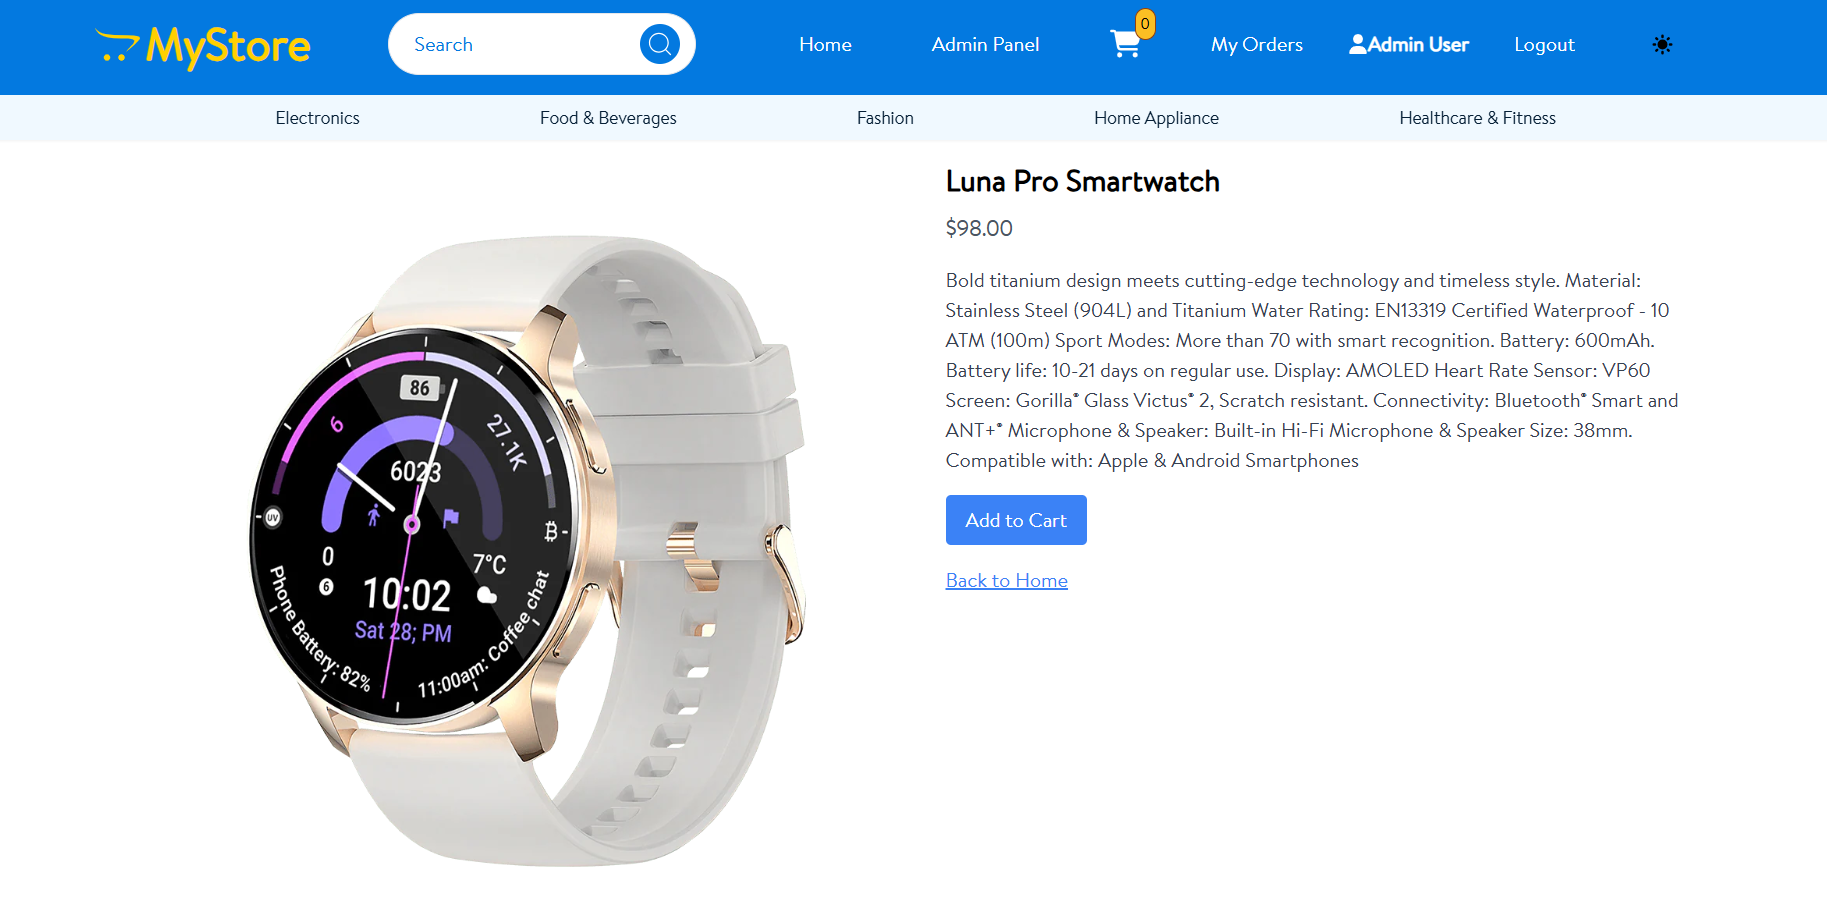 MyStore
Search
Home
Admin Panel
0
My Orders
Admin User
Logout
Electronics
Food & Beverages
Fashion
Home Appliance
Healthcare & Fitness
Luna Pro Smartwatch
$98.00
Bold titanium design meets cutting-edge technology and timeless style. Material:
Stainless Steel (904L) and Titanium Water Rating: EN13319 Certified Waterproof - 10
ATM (100m) Sport Modes: More than 70 with smart recognition. Battery: 600mAh.
Battery life: 10-21 days on regular use. Display: AMOLED Heart Rate Sensor: VP60
Screen: Gorilla® Glass Victus® 2, Scratch resistant. Connectivity: Bluetooth® Smart and
ANT+® Microphone & Speaker: Built-in Hi-Fi Microphone & Speaker Size: 38mm.
Compatible with: Apple & Android Smartphones
Add to Cart
Back to Home
86
6
27.1K
6023
UV
0
7°C
6
10:02
Sat 28; PM
Phone Battery: 82%
11:00am: Coffee chat